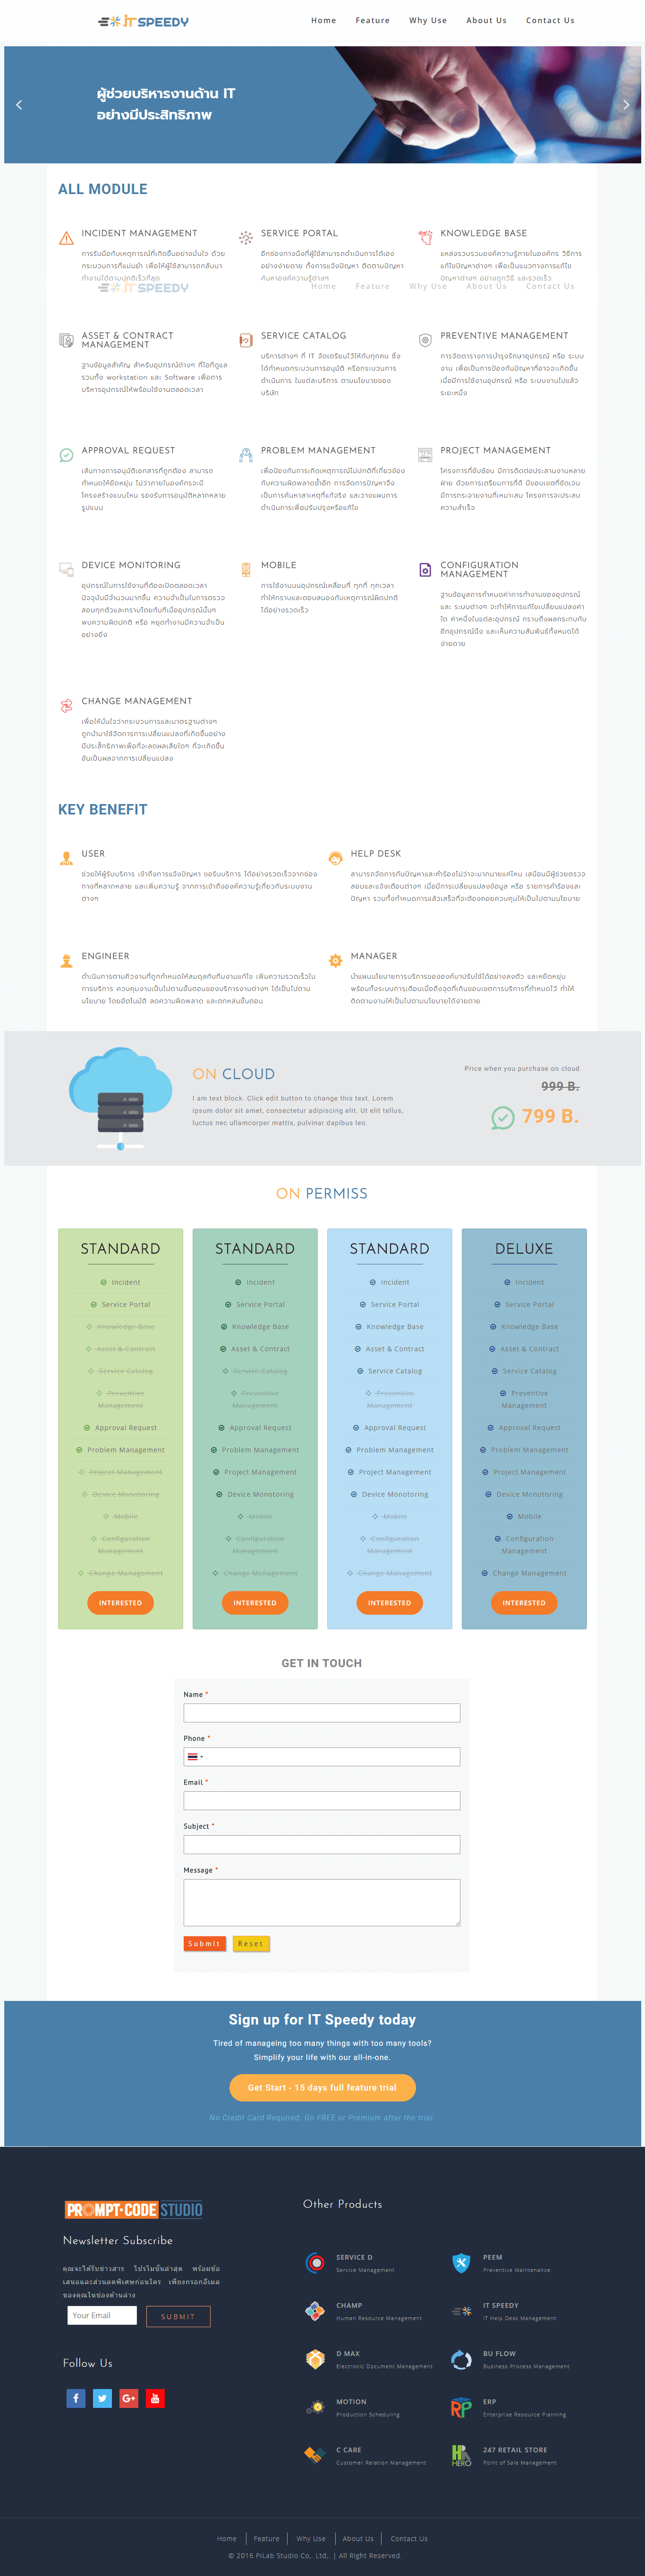 IT SPEEDY
Home Feature Why Use About Us Contact Us
ผู้ช่วยบริหารงานด้าน IT
อย่างมีประสิทธิภาพ
ALL MODULE
INCIDENT MANAGEMENT
การรับมือกับเหตุการณ์ที่เกิดขึ้นอย่างมั่นใจ ด้วย
กระบวนการที่แม่นยำ เพื่อให้ผู้ใช้สามารถกลับมา
ทำงานได้ตามปกติเร็วที่สุด
SERVICE PORTAL
อีกช่องทางหนึ่งที่ผู้ใช้สามารถดำเนินการได้เอง
อย่างง่ายดาย ทั้งการแจ้งปัญหา ติดตามปัญหา
ค้นหาองค์ความรู้ต่างๆ
KNOWLEDGE BASE
แหล่งรวบรวมองค์ความรู้ภายในองค์กร วิธีการ
แก้ไขปัญหาต่างๆ เพื่อเป็นแนวทางการแก้ไข
ปัญหาต่างๆ อย่างถูกวิธี และรวดเร็ว
IT SPEEDY
Home Feature Why Use About Us Contact Us
ASSET & CONTRACT
MANAGEMENT
ฐานข้อมูลสำคัญ สำหรับอุปกรณ์ต่างๆ ที่ไอทีดูแล
รวมทั้ง workstation และ Software เพื่อการ
บริหารอุปกรณ์ให้พร้อมใช้งานตลอดเวลา
SERVICE CATALOG
บริการต่างๆ ที่ IT จัดเตรียมไว้ให้กับทุกคน ซึ่ง
ได้กำหนดกระบวนการอนุมัติ หรือกระบวนการ
ดำเนินการ ในแต่ละบริการ ตามนโยบายของ
บริษัท
PREVENTIVE MANAGEMENT
การจัดตารางการบำรุงรักษาอุปกรณ์ หรือ ระบบ
งาน เพื่อเป็นการป้องกันปัญหาที่อาจจะเกิดขึ้น
เมื่อมีการใช้งานอุปกรณ์ หรือ ระบบงานไปแล้ว
ระยะหนึ่ง
APPROVAL REQUEST
เส้นทางการอนุมัติเอกสารที่ถูกต้อง สามารถ
กำหนดให้ยืดหยุ่น ไม่ว่าภายในองค์กรจะมี
โครงสร้างแบบไหน รองรับการอนุมัติหลากหลาย
รูปแบบ
PROBLEM MANAGEMENT
เพื่อป้องกันการเกิดเหตุการณ์ไม่ปกติที่เกี่ยวข้อง
กับความผิดพลาดซ้ำอีก การจัดการปัญหาจึง
เป็นการค้นหาสาเหตุที่แท้จริง และวางแผนการ
ดำเนินการเพื่อปรับปรุงหรือแก้ไข
PROJECT MANAGEMENT
โครงการที่ซับซ้อน มีการติดต่อประสานงานหลาย
ฝ่าย ด้วยการเตรียมการที่ดี มีขอบเขตที่ชัดเจน
มีการกระจายงานที่เหมาะสม โครงการจะประสบ
ความสำเร็จ
DEVICE MONITORING
อุปกรณ์ในการใช้งานที่ต้องเปิดตลอดเวลา
ปัจจุบันมีจำนวนมากขึ้น ความจำเป็นในการตรวจ
สอบทุกตัวและทราบโดยทันทีเมื่ออุปกรณ์นั้นๆ
พบความผิดปกติ หรือ หยุดทำงานมีความจำเป็น
อย่างยิ่ง
MOBILE
การใช้งานบนอุปกรณ์เคลื่อนที่ ทุกที่ ทุกเวลา
ทำให้ทราบและตอบสนองกับเหตุการณ์ผิดปกติ
ได้อย่างรวดเร็ว
CONFIGURATION
MANAGEMENT
ฐานข้อมูลการกำหนดค่าการทำงานของอุปกรณ์
และ ระบบต่างๆ จะทำให้การแก้ไขเปลี่ยนแปลงค่า
ใด ค่าหนึ่งในแต่ละอุปกรณ์ ทราบถึงผลกระทบกับ
อีกอุปกรณ์นึง และเห็นความสัมพันธ์ทั้งหมดได้
ง่ายดาย
CHANGE MANAGEMENT
เพื่อให้มั่นใจว่ากระบวนการและมาตรฐานต่างๆ
ถูกนำมาใช้จัดการการเปลี่ยนแปลงที่เกิดขึ้นอย่าง
มีประสิทธิภาพเพื่อที่จะลดผลเสียใดๆ ที่จะเกิดขึ้น
อันเป็นผลจากการเปลี่ยนแปลง
KEY BENEFIT
USER
ช่วยให้ผู้รับบริการ เข้าถึงการแจ้งปัญหา ขอรับบริการ ได้อย่างรวดเร็วจากช่อง
ทางที่หลากหลาย และเพิ่มความรู้ จากการเข้าถึงองค์ความรู้เกี่ยวกับระบบงาน
ต่างๆ
HELP DESK
สามารถจัดการกับปัญหาและคำร้องไม่ว่าจะมากมายแค่ไหน เสมือนมีผู้ช่วยตรวจ
สอบและแจ้งเตือนต่างๆ เมื่อมีการเปลี่ยนแปลงข้อมูล หรือ รายการคำร้องและ
ปัญหา รวมทั้งกำหนดการแล้วเสร็จที่จะต้องคอยควบคุมให้เป็นไปตามนโยบาย
ENGINEER
ดำเนินการตามคิวงานที่ถูกกำหนดให้สมดุลกับทีมงานแก้ไข เพิ่มความรวดเร็วใน
การบริการ ควบคุมงานเป็นไปตามขั้นตอนของบริการงานต่างๆ ได้เป็นไปตาม
นโยบาย โดยอัตโนมัติ ลดความผิดพลาด และตกหล่นขั้นตอน
MANAGER
นำแผนนโยบายการบริการขององค์มาปรับใช้ได้อย่างลงตัว และหยืดหยุ่น
พร้อมทั้งระบบการเตือนเมื่อถึงจุดที่เกินขอบเขตการบริการที่กำหนดไว้ ทำให้
ติดตามงานให้เป็นไปตามนโยบายได้ง่ายดาย
ON CLOUD
I am text block. Click edit button to change this text. Lorem
ipsum dolor sit amet, consectetur adipiscing elit. Ut elit tellus,
luctus nec ullamcorper mattis, pulvinar dapibus leo.
Price when you purchase on cloud
999 B.
799 B.
ON PERMISS
STANDARD
Incident
Service Portal
Knowledge Base
Asset & Contract
Service Catalog
Preventive
Management
Approval Request
Problem Management
Project Management
Device Monotoring
Mobile
Configuration
Management
Change Management
INTERESTED
STANDARD
Incident
Service Portal
Knowledge Base
Asset & Contract
Service Catalog
Preventive
Management
Approval Request
Problem Management
Project Management
Device Monotoring
Mobile
Configuration
Management
Change Management
INTERESTED
STANDARD
Incident
Service Portal
Knowledge Base
Asset & Contract
Service Catalog
Preventive
Management
Approval Request
Problem Management
Project Management
Device Monotoring
Mobile
Configuration
Management
Change Management
INTERESTED
DELUXE
Incident
Service Portal
Knowledge Base
Asset & Contract
Service Catalog
Preventive
Management
Approval Request
Problem Management
Project Management
Device Monotoring
Mobile
Configuration
Management
Change Management
INTERESTED
GET IN TOUCH
Name *
Phone *
Email *
Subject *
Message *
Submit Reset
Sign up for IT Speedy today
Tired of manageing too many things with too many tools?
Simplify your life with our all-in-one.
Get Start - 15 days full feature trial
No Credit Card Required. Go FREE or Premium after the trial.
PROMPT-CODE STUDIO
Newsletter Subscribe
คุณจะได้รับข่าวสาร โปรโมชั่นล่าสุด พร้อมข้อ
เสนอและส่วนลดพิเศษก่อนใคร เพียงกรอกอีเมล
ของคุณในช่องด้านล่าง
Your Email SUBMIT
Follow Us
Other Products
SERVICE D
Service Management
PEEM
Preventive Maintenance
CHAMP
Human Resource Management
IT SPEEDY
IT Help Desk Management
D MAX
Electronic Document Management
BU FLOW
Business Process Management
MOTION
Production Scheduling
ERP
Enterprise Resource Planning
C CARE
Customer Relation Management
HERO
247 RETAIL STORE
Point of Sale Management
Home Feature Why Use About Us Contact Us
© 2016 PiLab Studio Co,. Ltd,. | All Right Reserved.